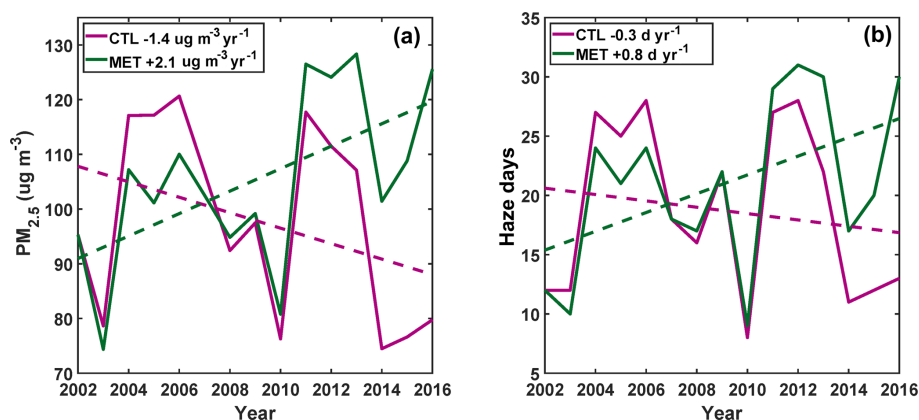 (a)
CTL -1.4 ug m-3 yr-1
MET +2.1 ug m-3 yr-1
PM2.5 (ug m-3)
130
120
110
100
90
80
70
2002 2004 2006 2008 2010 2012 2014 2016
Year
(b)
CTL -0.3 d yr-1
MET +0.8 d yr-1
Haze days
35
30
25
20
15
10
5
2002 2004 2006 2008 2010 2012 2014 2016
Year